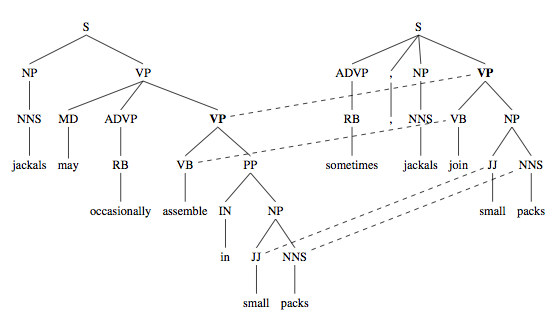 S S
NP VP ADVP , NP VP
NNS MD ADVP VP RB , NNS VB NP
jackals may RB VB PP sometimes jackals join JJ NNS
occasionally assemble IN NP small packs
in JJ NNS
small packs